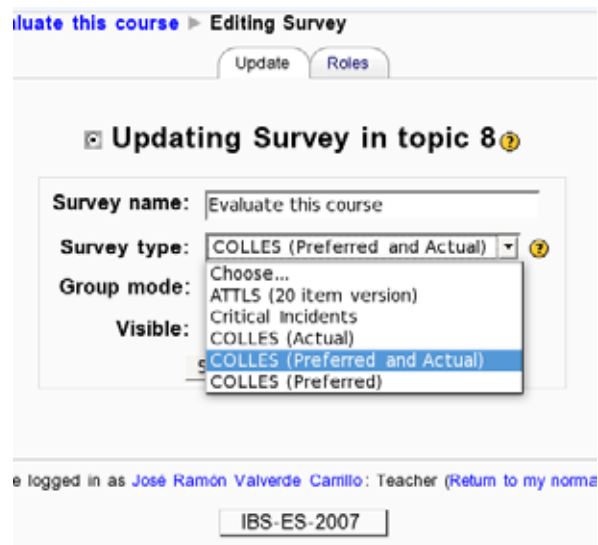 aluate this course ► Editing Survey
Update Roles
Updating Survey in topic 8
Survey name: Evaluate this course
Survey type: COLLES (Preferred and Actual)
Choose...
Group mode: ATTLS (20 item version)
Critical Incidents
Visible: COLLES (Actual)
COLLES (Preferred and Actual)
COLLES (Preferred)
e logged in as José Ramón Valverde Carrillo: Teacher (Return to my norma
IBS-ES-2007